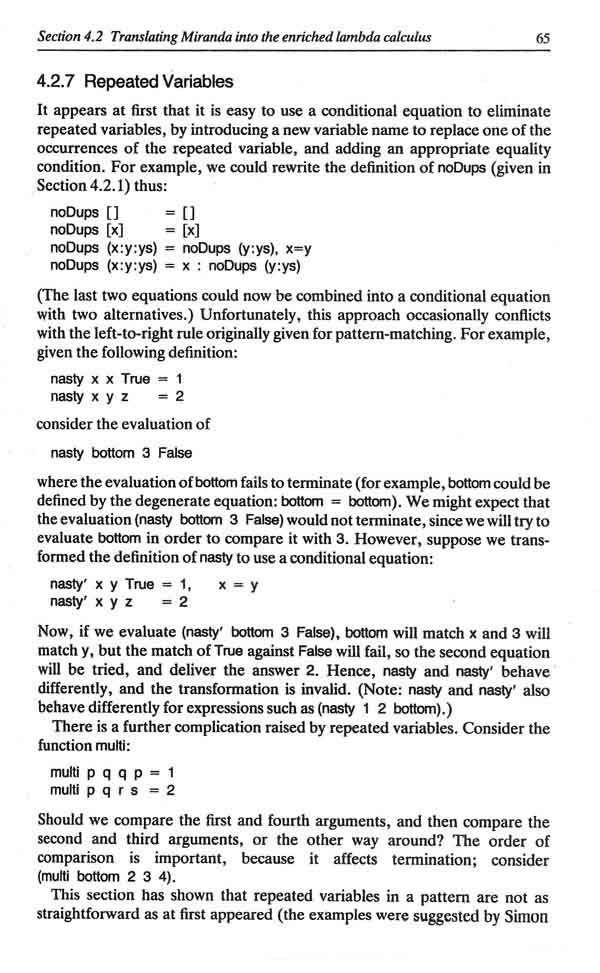 Section 4.2 Translating Miranda into the enriched lambda calculus 65
4.2.7 Repeated Variables
It appears at first that it is easy to use a conditional equation to eliminate
repeated variables, by introducing a new variable name to replace one of the
occurrences of the repeated variable, and adding an appropriate equality
condition. For example, we could rewrite the definition of noDups (given in
Section 4.2.1) thus:
noDups [] = []
noDups [x] = [x]
noDups (x:y:ys) = noDups (y:ys), x=y
noDups (x:y:ys) = x : noDups (y:ys)
(The last two equations could now be combined into a conditional equation
with two alternatives.) Unfortunately, this approach occasionally conflicts
with the left-to-right rule originally given for pattern-matching. For example,
given the following definition:
nasty x x True = 1
nasty x y z = 2
consider the evaluation of
nasty bottom 3 False
where the evaluation of bottom fails to terminate (for example, bottom could be
defined by the degenerate equation: bottom = bottom). We might expect that
the evaluation (nasty bottom 3 False) would not terminate, since we will try to
evaluate bottom in order to compare it with 3. However, suppose we trans-
formed the definition of nasty to use a conditional equation:
nasty' x y True = 1, x = y
nasty' x y z = 2
Now, if we evaluate (nasty' bottom 3 False), bottom will match x and 3 will
match y, but the match of True against False will fail, so the second equation
will be tried, and deliver the answer 2. Hence, nasty and nasty' behave
differently, and the transformation is invalid. (Note: nasty and nasty' also
behave differently for expressions such as (nasty 1 2 bottom).)
There is a further complication raised by repeated variables. Consider the
function multi:
multi p q q p = 1
multi p q r s = 2
Should we compare the first and fourth arguments, and then compare the
second and third arguments, or the other way around? The order of
comparison is important, because it affects termination; consider
(multi bottom 2 3 4).
This section has shown that repeated variables in a pattern are not as
straightforward as at first appeared (the examples were suggested by Simon